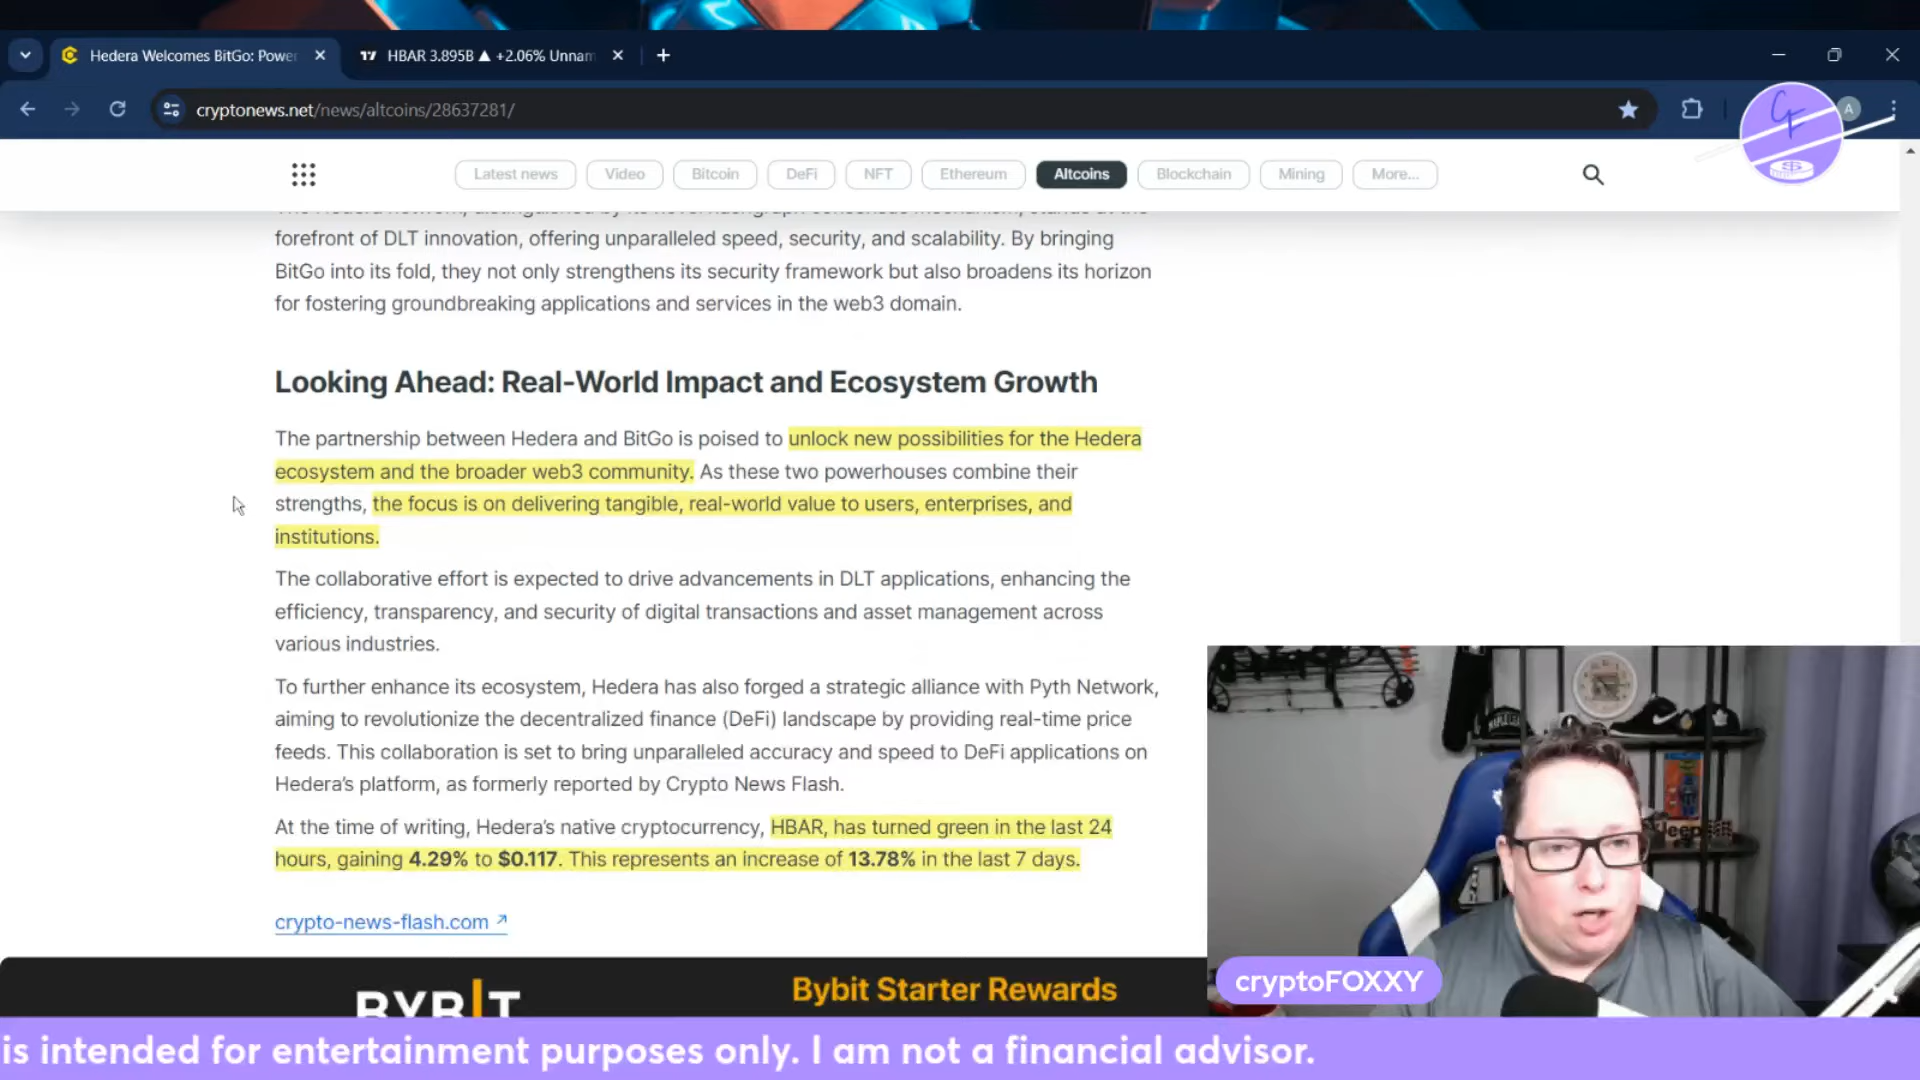 Hedera Welcomes BitGo: Power
HBAR 3.895B ▲ +2.06% Unnam
cryptonews.net/news/altcoins/28637281/
A
Latest news
Video
Bitcoin
DeFi
NFT
Ethereum
Altcoins
Blockchain
Mining
More...
forefront of DLT innovation, offering unparalleled speed, security, and scalability. By bringing
BitGo into its fold, they not only strengthens its security framework but also broadens its horizon
for fostering groundbreaking applications and services in the web3 domain.
Looking Ahead: Real-World Impact and Ecosystem Growth
The partnership between Hedera and BitGo is poised to unlock new possibilities for the Hedera
ecosystem and the broader web3 community. As these two powerhouses combine their
strengths, the focus is on delivering tangible, real-world value to users, enterprises, and
institutions.
The collaborative effort is expected to drive advancements in DLT applications, enhancing the
efficiency, transparency, and security of digital transactions and asset management across
various industries.
To further enhance its ecosystem, Hedera has also forged a strategic alliance with Pyth Network,
aiming to revolutionize the decentralized finance (DeFi) landscape by providing real-time price
feeds. This collaboration is set to bring unparalleled accuracy and speed to DeFi applications on
Hedera's platform, as formerly reported by Crypto News Flash.
At the time of writing, Hedera's native cryptocurrency, HBAR, has turned green in the last 24
hours, gaining 4.29% to $0.117. This represents an increase of 13.78% in the last 7 days.
crypto-news-flash.com
BYBIT
Bybit Starter Rewards
cryptoFOXXY
is intended for entertainment purposes only. I am not a financial advisor.